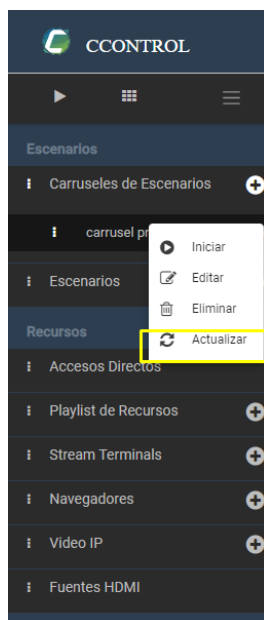 CCONTROL
Escenarios
Carruseles de Escenarios
carrusel
Iniciar
Editar
Escenarios
Eliminar
Recursos
Actualizar
Accesos Directos
Playlist de Recursos
Stream Terminals
Navegadores
Video IP
Fuentes HDMI